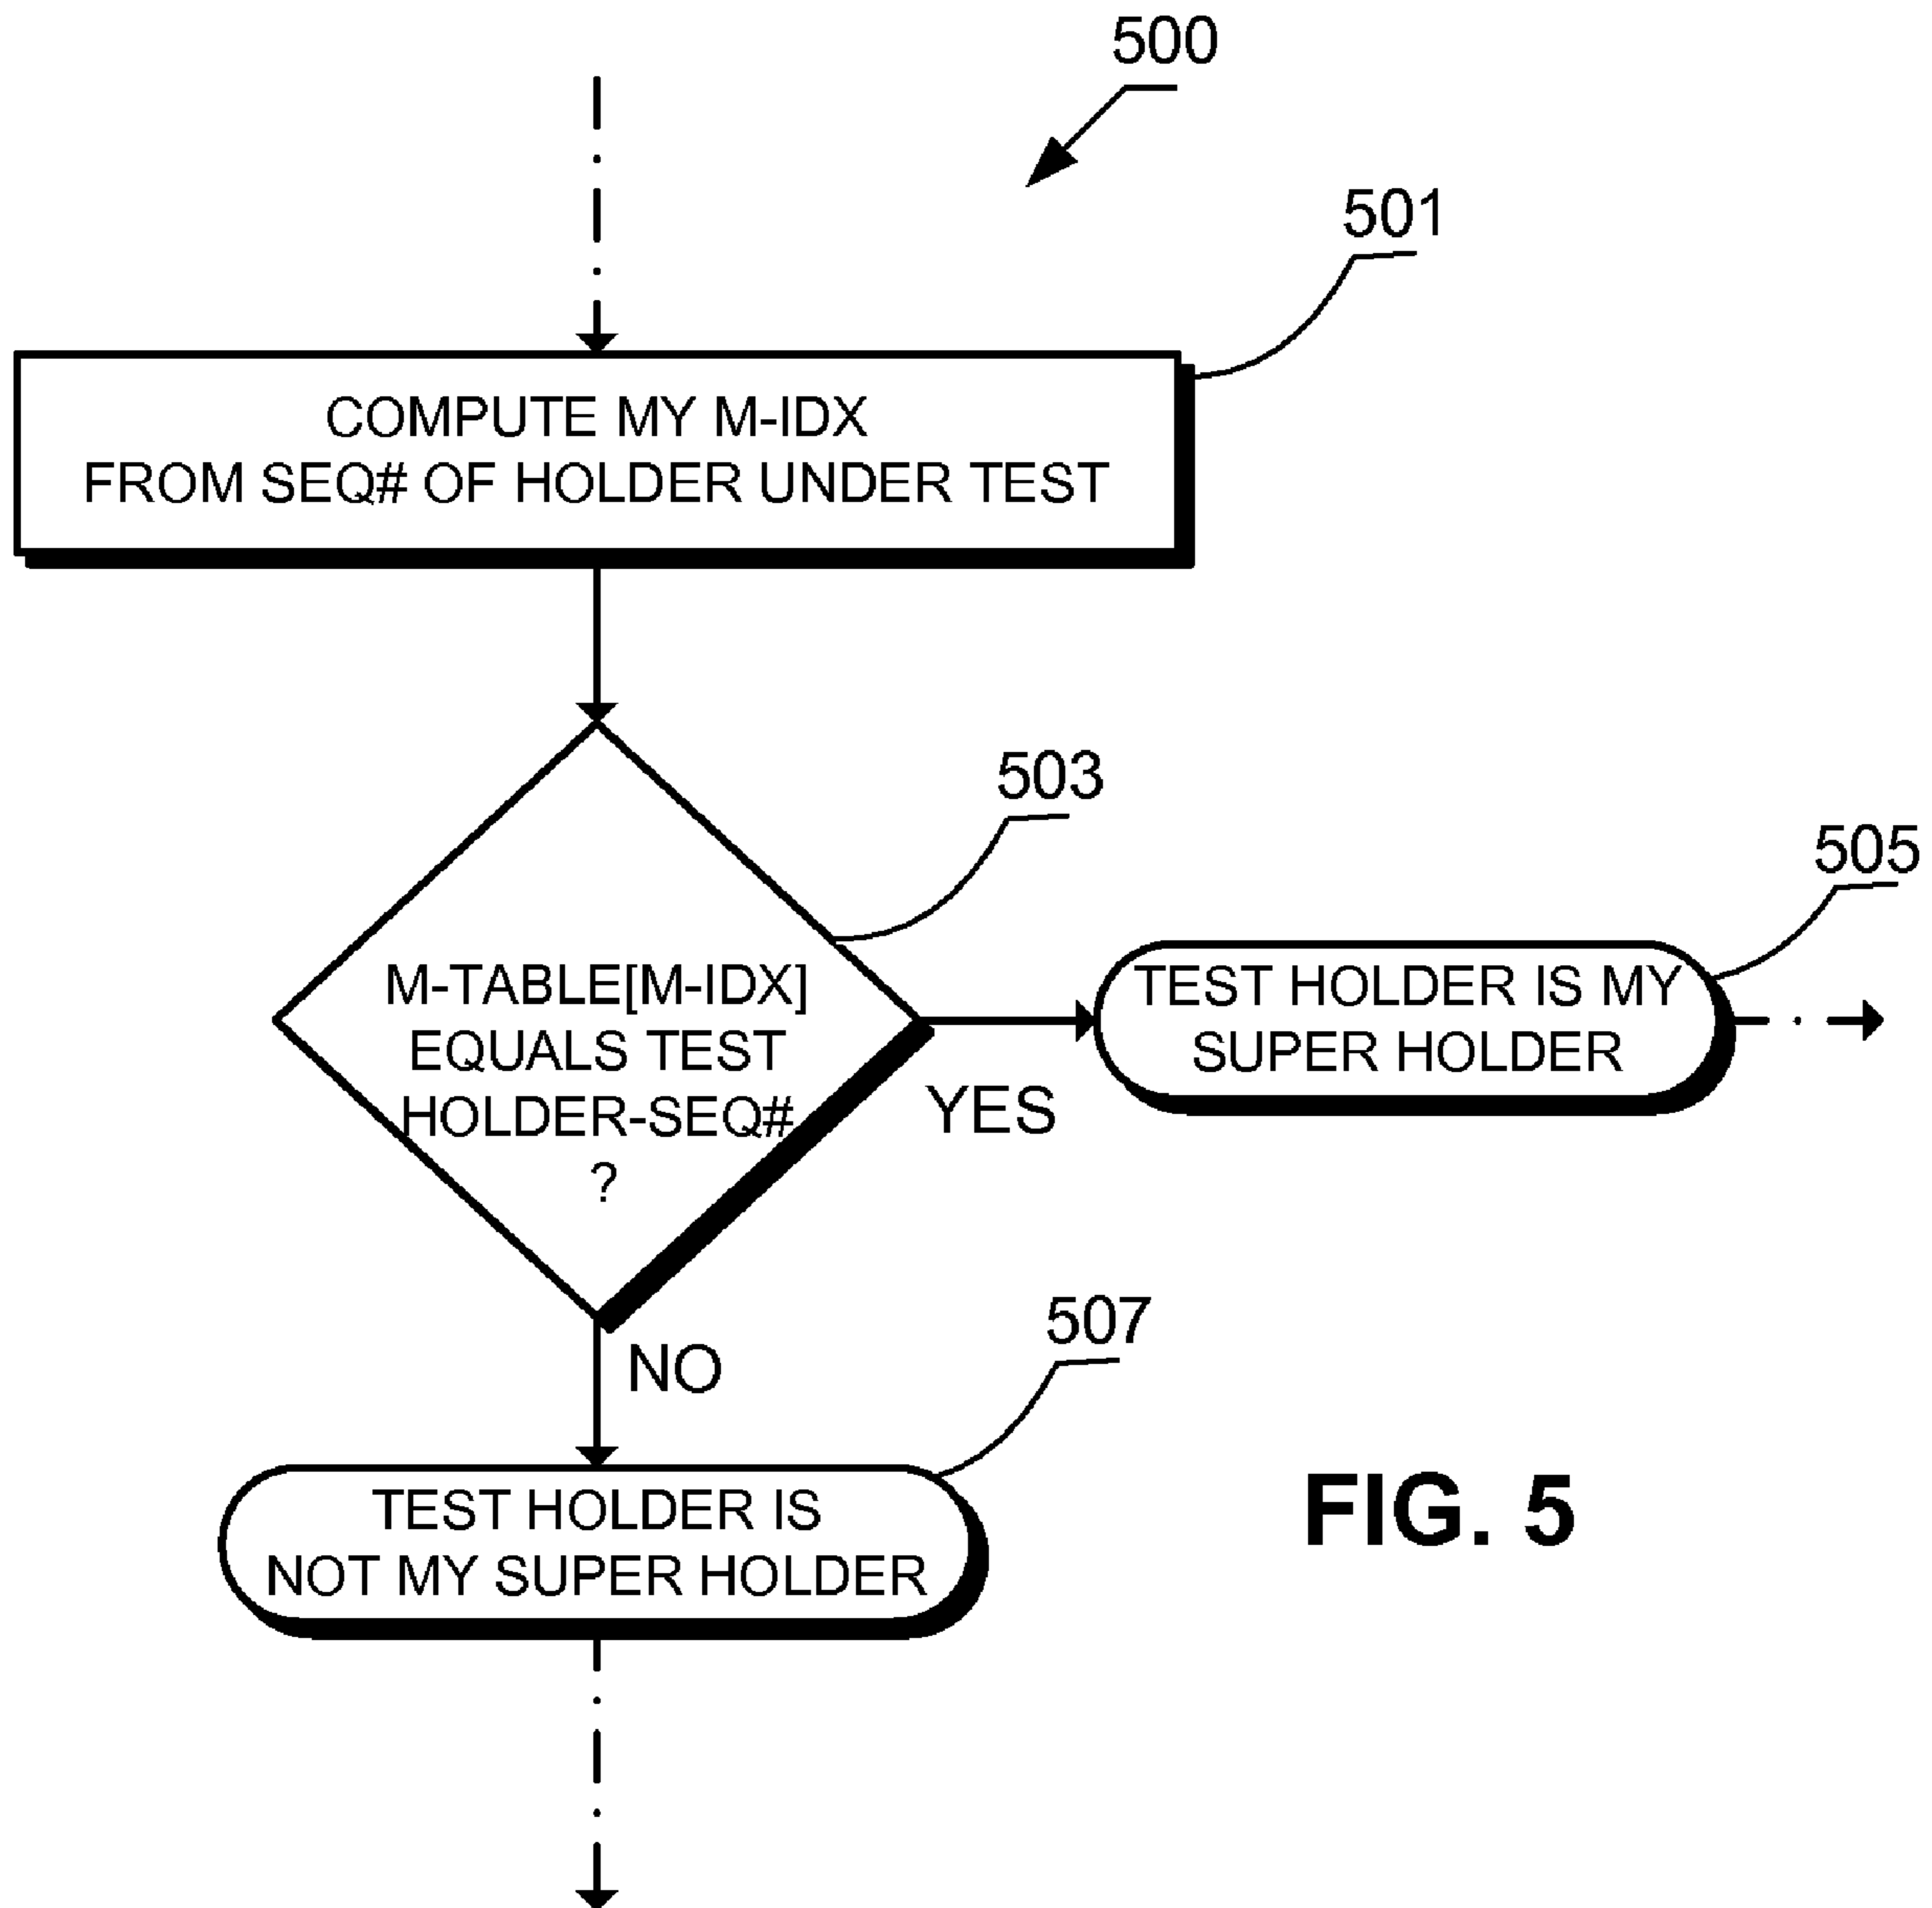 500
501
COMPUTE MY M-IDX
FROM SEQ# OF HOLDER UNDER TEST
503
505
M-TABLE[M-IDX]
EQUALS TEST
HOLDER-SEQ#
?
YES
TEST HOLDER IS MY
SUPER HOLDER
NO
507
TEST HOLDER IS
NOT MY SUPER HOLDER
FIG. 5